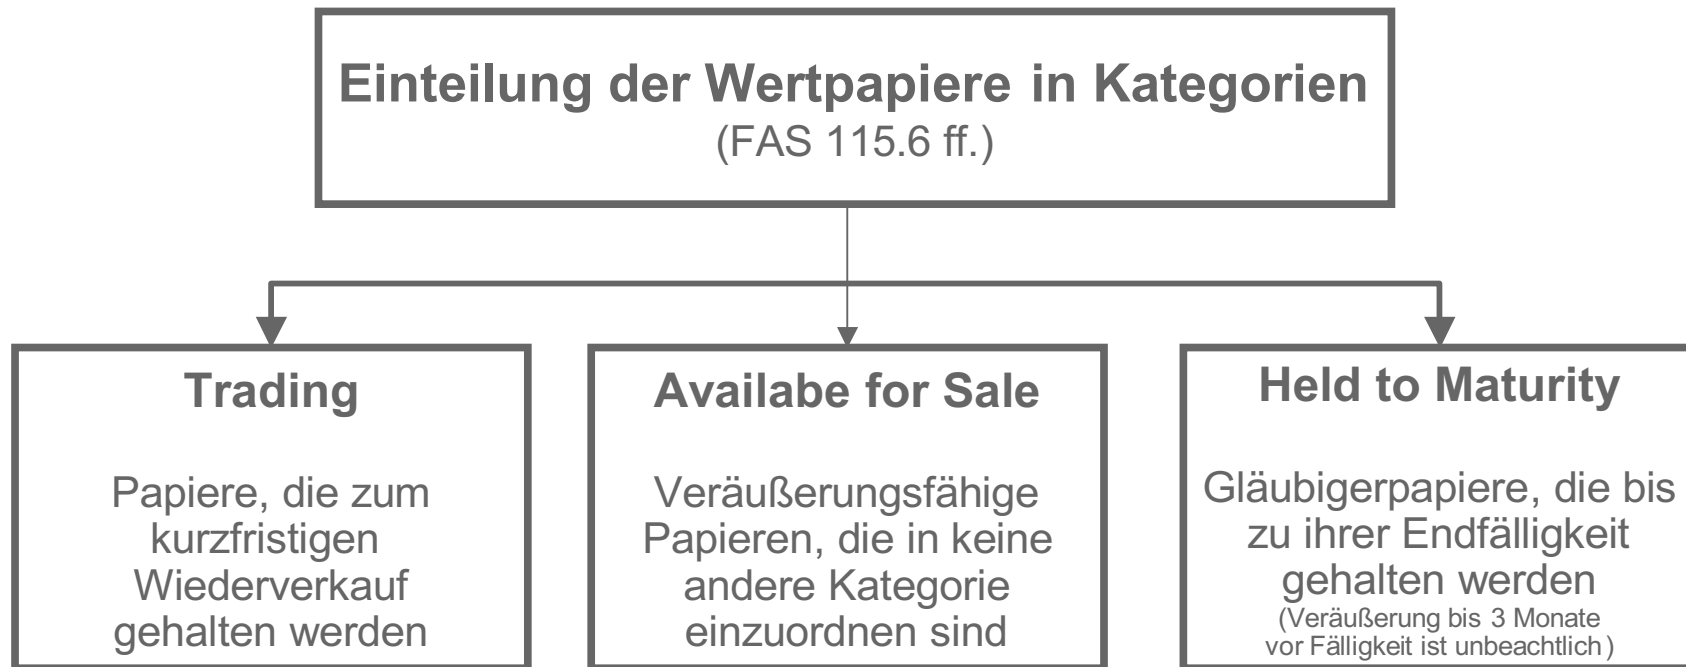 Einteilung der Wertpapiere in Kategorien
(FAS 115.6 ff.)
Trading
Papiere, die zum
kurzfristigen
Wiederverkauf
gehalten werden
Availabe for Sale
Veräußerungsfähige
Papieren, die in keine
andere Kategorie
einzuordnen sind
Held to Maturity
Gläubigerpapiere, die bis
zu ihrer Endfälligkeit
gehalten werden
(Veräußerung bis 3 Monate
vor Fälligkeit ist unbeachtlich)